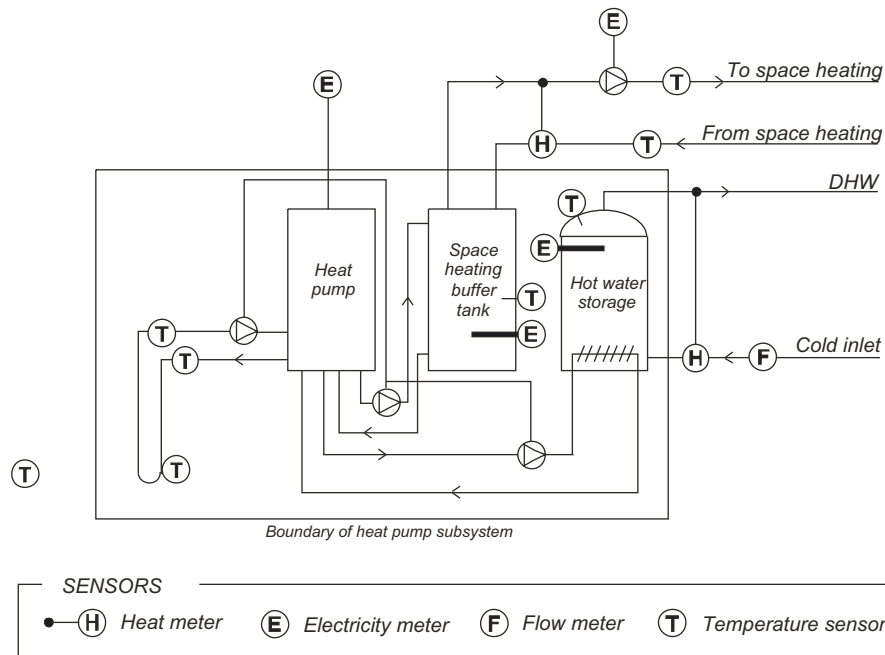 E
To space heating
T
E
From space heating
H
T
DHW
T
E
Heat
pump
Space
heating
buffer
tank
Hot water
storage
T
E
T
T
H
F
Cold inlet
T
T
Boundary of heat pump subsystem
SENSORS
H Heat meter
E Electricity meter
F Flow meter
T Temperature sensor